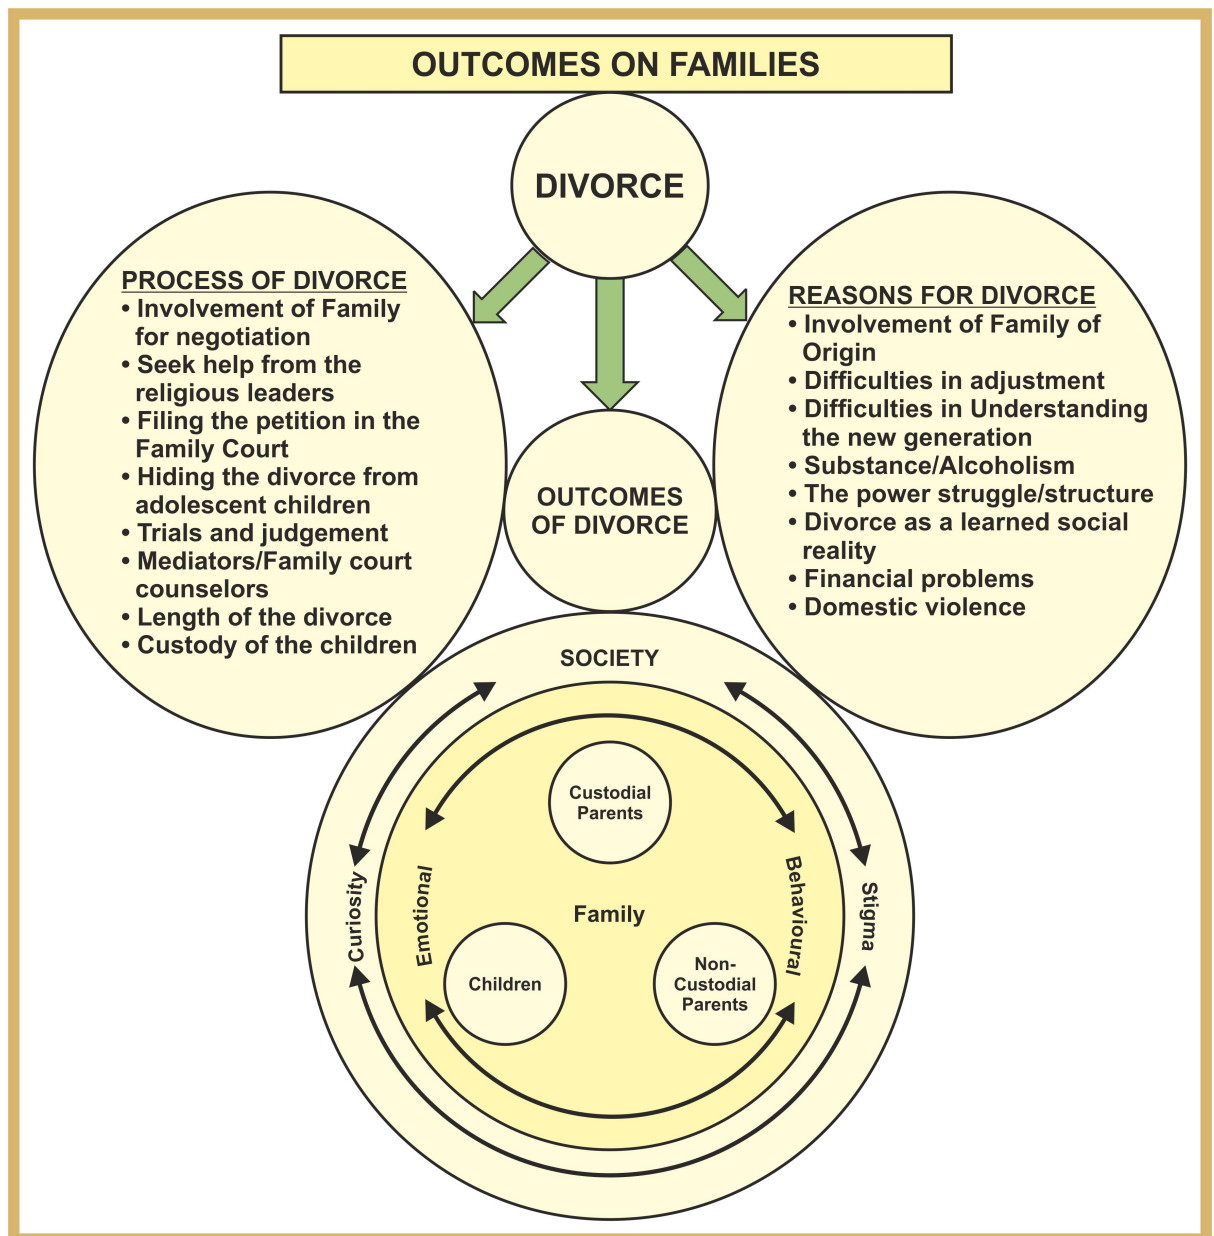 OUTCOMES ON FAMILIES
DIVORCE
PROCESS OF DIVORCE
• Involvement of Family
for negotiation
• Seek help from the
religious leaders
• Filing the petition in the
Family Court
• Hiding the divorce from
adolescent children
• Trials and judgement
• Mediators/Family court
counselors
• Length of the divorce
• Custody of the children
REASONS FOR DIVORCE
• Involvement of Family of
Origin
• Difficulties in adjustment
• Difficulties in Understanding
the new generation
• Substance/Alcoholism
• The power struggle/structure
• Divorce as a learned social
reality
• Financial problems
• Domestic violence
OUTCOMES
OF DIVORCE
SOCIETY
Custodial
Parents
Curiosity
Emotional
Family
Behavioural
Stigma
Children
Non-
Custodial
Parents